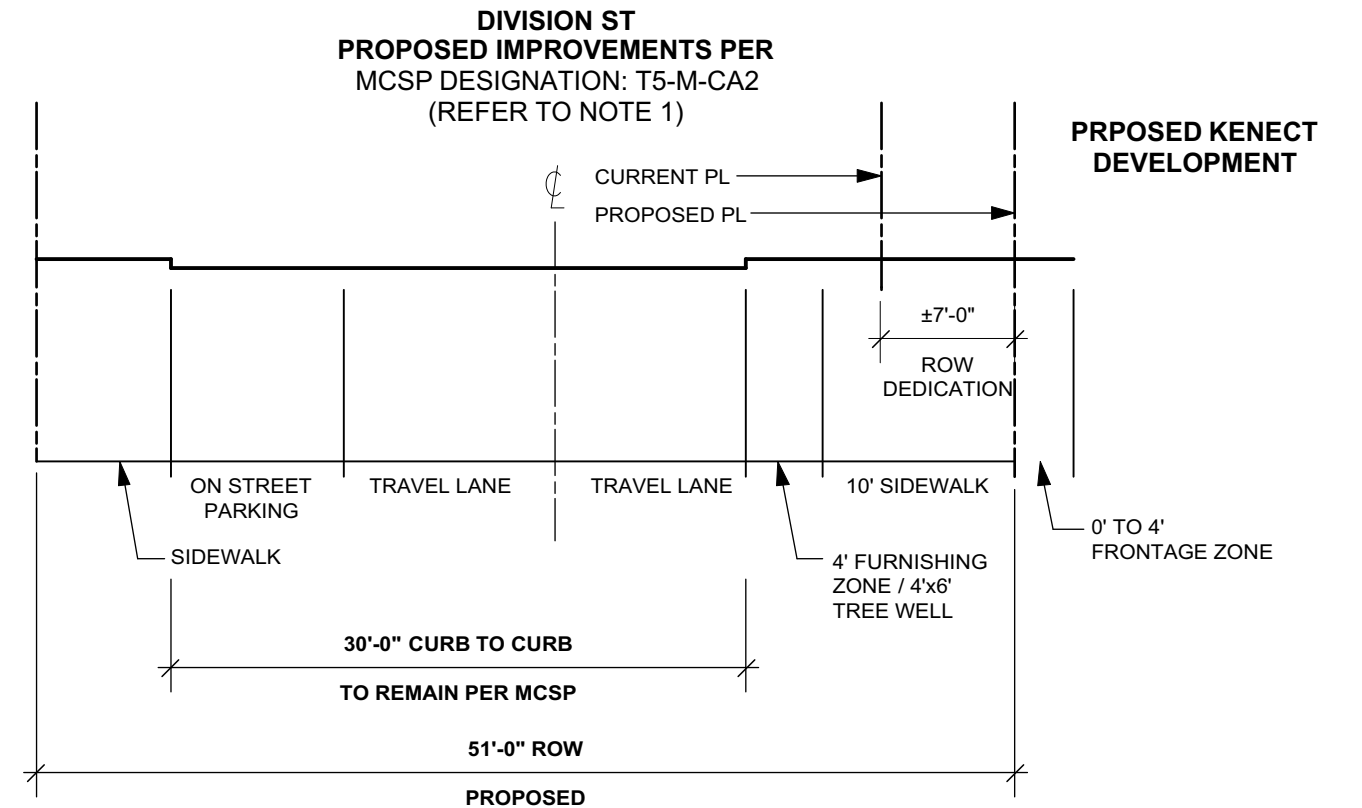 DIVISION ST
PROPOSED IMPROVEMENTS PER
MCSP DESIGNATION: T5-M-CA2
(REFER TO NOTE 1)
PRPOSED KENECT
DEVELOPMENT
CL
CURRENT PL
PROPOSED PL
±7'-0"
ROW
DEDICATION
ON STREET
PARKING
TRAVEL LANE
TRAVEL LANE
10' SIDEWALK
SIDEWALK
4' FURNISHING
ZONE / 4'x6'
TREE WELL
0' TO 4'
FRONTAGE ZONE
30'-0" CURB TO CURB
TO REMAIN PER MCSP
51'-0" ROW
PROPOSED